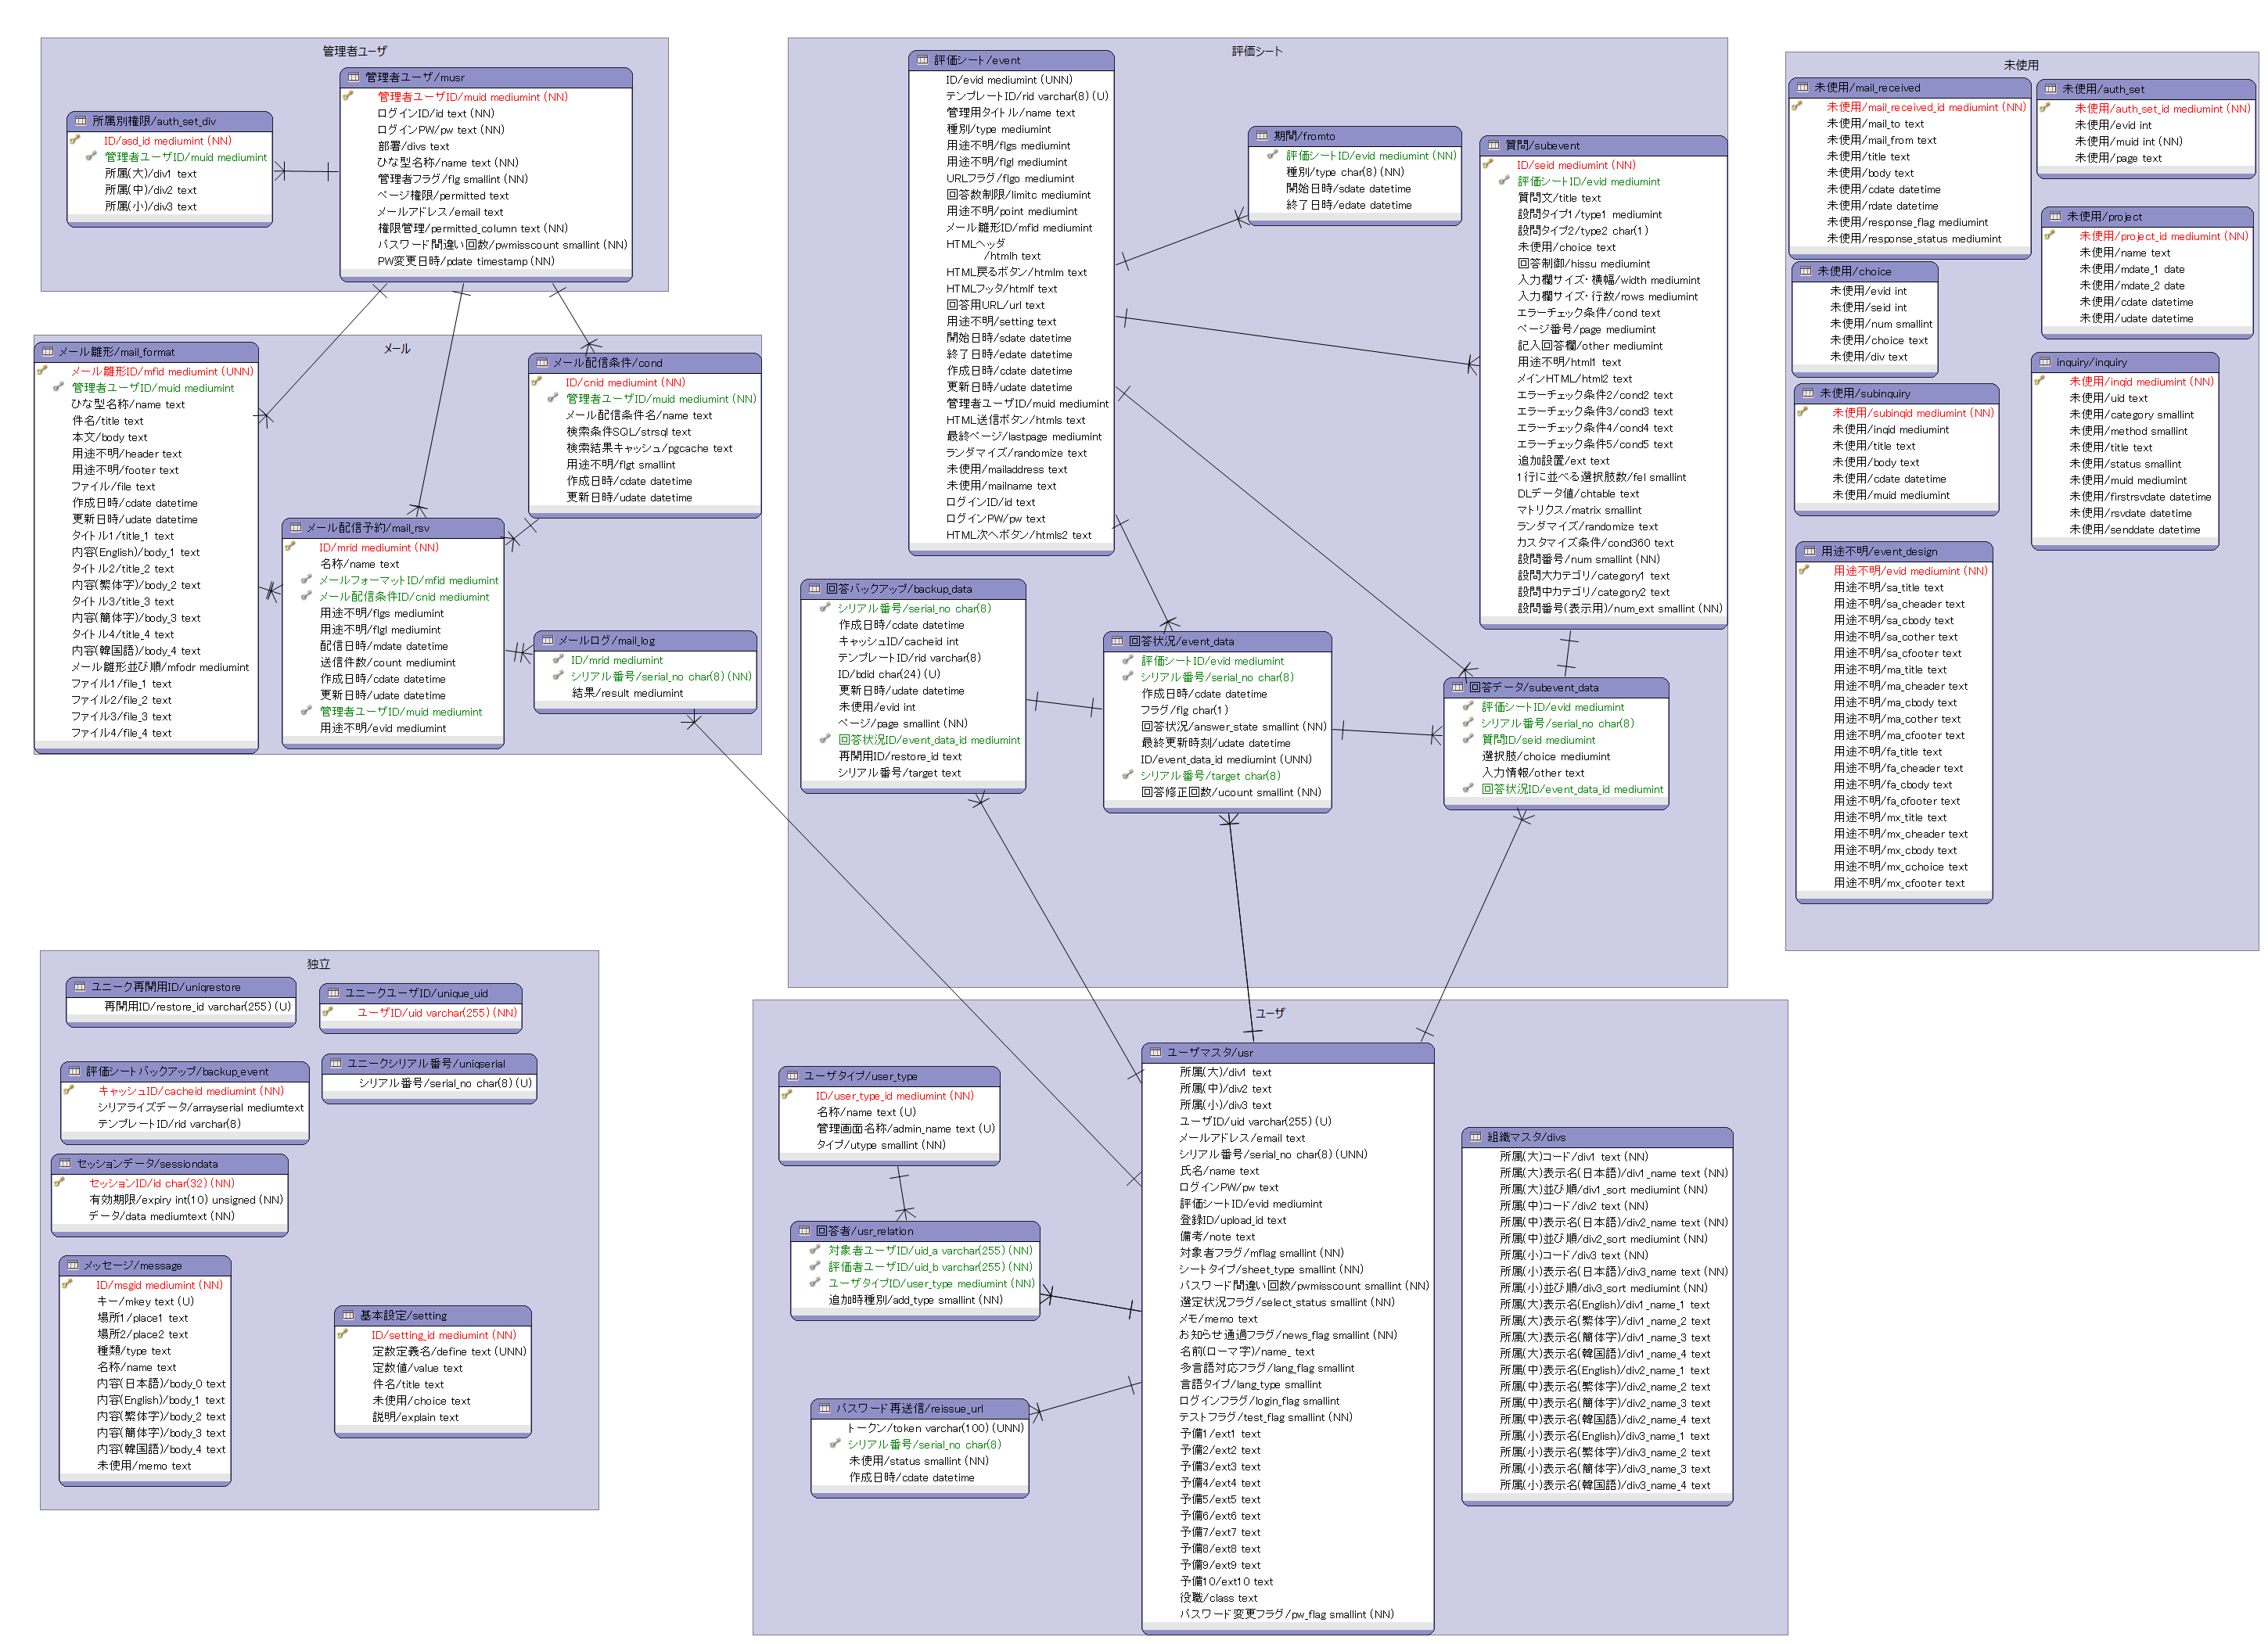 管理者ユーザ
所属別権限/auth_set_div
ID/asd_id mediumint (NN)
管理者ユーザID/muid mediumint
所属(大)/div1 text
所属(中)/div2 text
所属(小)/div3 text
管理者ユーザ/musr
管理者ユーザID/muid mediumint (NN)
ログインID/id text (NN)
ログインPW/pw text (NN)
部署/divs text
ひな型名称/name text (NN)
管理者フラグ/flg smallint (NN)
ページ権限/permitted text
メールアドレス/email text
権限管理/permitted_column text (NN)
パスワード間違い回数/pwmisscount smallint (NN)
PW変更日時/pdate timestamp (NN)
メール
メール雛形/mail_format
メール雛形ID/mfid mediumint (UNN)
管理者ユーザID/muid mediumint
ひな型名称/name text
件名/title text
本文/body text
用途不明/header text
用途不明/footer text
ファイル/file text
作成日時/cdate datetime
更新日時/udate datetime
タイトル1/title_1 text
内容(English)/body_1 text
タイトル2/title_2 text
内容(繁体字)/body_2 text
タイトル3/title_3 text
内容(簡体字)/body_3 text
タイトル4/title_4 text
内容(韓国語)/body_4 text
メール雛形並び順/mfodr mediumint
ファイル1/file_1 text
ファイル2/file_2 text
ファイル3/file_3 text
ファイル4/file_4 text
メール配信条件/cond
ID/cnid mediumint (NN)
管理者ユーザID/muid mediumint (NN)
メール配信条件名/name text
検索条件SQL/strsql text
検索結果キャッシュ/pgcache text
用途不明/flgt smallint
作成日時/cdate datetime
更新日時/udate datetime
メール配信予約/mail_rsv
ID/mrid mediumint (NN)
名称/name text
メールフォーマットID/mfid mediumint
メール配信条件ID/cnid mediumint
用途不明/flgs mediumint
用途不明/flgl mediumint
配信日時/mdate datetime
送信件数/count mediumint
作成日時/cdate datetime
更新日時/udate datetime
管理者ユーザID/muid mediumint
用途不明/evid mediumint
メールログ/mail_log
ID/mrid mediumint
シリアル番号/serial_no char(8) (NN)
結果/result mediumint
評価シート
評価シート/event
ID/evid mediumint (UNN)
テンプレートID/rid varchar(8) (U)
管理用タイトル/name text
種別/type mediumint
用途不明/flgs mediumint
用途不明/flgl mediumint
URLフラグ/flgo mediumint
回答数制限/limitc mediumint
用途不明/point mediumint
メール雛形ID/mfid mediumint
HTMLヘッダ
/htmlh text
HTML戻るボタン/htmlm text
HTMLフッタ/htmlf text
回答用URL/url text
用途不明/setting text
開始日時/sdate datetime
終了日時/edate datetime
作成日時/cdate datetime
更新日時/udate datetime
管理者ユーザID/muid mediumint
HTML送信ボタン/htmls text
最終ページ/lastpage mediumint
ランダマイズ/randomize text
未使用/mailaddress text
未使用/mailname text
ログインID/id text
ログインPW/pw text
HTML次へボタン/htmls2 text
期間/fromto
評価シートID/evid mediumint (NN)
種別/type char(8) (NN)
開始日時/sdate datetime
終了日時/edate datetime
質問/subevent
ID/seid mediumint (NN)
評価シートID/evid mediumint
質問文/title text
設問タイプ1/type1 mediumint
設問タイプ2/type2 char(1)
未使用/choice text
回答制御/hissu mediumint
入力欄サイズ・横幅/width mediumint
入力欄サイズ・行数/rows mediumint
エラーチェック条件/cond text
ページ番号/page mediumint
記入回答欄/other mediumint
用途不明/html1 text
メインHTML/html2 text
エラーチェック条件2/cond2 text
エラーチェック条件3/cond3 text
エラーチェック条件4/cond4 text
エラーチェック条件5/cond5 text
追加設置/ext text
1行に並べる選択肢数/fel smallint
DLデータ値/chtable text
マトリクス/matrix smallint
ランダマイズ/randomize text
カスタマイズ条件/cond360 text
設問番号/num smallint (NN)
設問大カテゴリ/category1 text
設問中カテゴリ/category2 text
設問番号(表示用)/num_ext smallint (NN)
回答バックアップ/backup_data
シリアル番号/serial_no char(8)
作成日時/cdate datetime
キャッシュID/cacheid int
テンプレートID/rid varchar(8)
ID/bdid char(24) (U)
更新日時/udate datetime
未使用/evid int
ページ/page smallint (NN)
回答状況ID/event_data_id mediumint
再開用ID/restore_id text
シリアル番号/target text
回答状況/event_data
評価シートID/evid mediumint
シリアル番号/serial_no char(8)
作成日時/cdate datetime
フラグ/flg char(1)
回答状況/answer_state smallint (NN)
最終更新時刻/udate datetime
ID/event_data_id mediumint (UNN)
シリアル番号/target char(8)
回答修正回数/ucount smallint (NN)
回答データ/subevent_data
評価シートID/evid mediumint
シリアル番号/serial_no char(8)
質問ID/seid mediumint
選択肢/choice mediumint
入力情報/other text
回答状況ID/event_data_id mediumint
未使用
未使用/mail_received
未使用/mail_received_id mediumint (NN)
未使用/mail_to text
未使用/mail_from text
未使用/title text
未使用/body text
未使用/cdate datetime
未使用/rdate datetime
未使用/response_flag mediumint
未使用/response_status mediumint
未使用/auth_set
未使用/auth_set_id mediumint (NN)
未使用/evid int
未使用/muid int (NN)
未使用/page text
未使用/project
未使用/project_id mediumint (NN)
未使用/name text
未使用/mdate_1 date
未使用/mdate_2 date
未使用/cdate datetime
未使用/udate datetime
未使用/choice
未使用/evid int
未使用/seid int
未使用/num smallint
未使用/choice text
未使用/div text
inquiry/inquiry
未使用/inqid mediumint (NN)
未使用/uid text
未使用/category smallint
未使用/method smallint
未使用/title text
未使用/status smallint
未使用/muid mediumint
未使用/firstrsvdate datetime
未使用/rsvdate datetime
未使用/senddate datetime
未使用/subinquiry
未使用/subinqid mediumint (NN)
未使用/inqid mediumint
未使用/title text
未使用/body text
未使用/cdate datetime
未使用/muid mediumint
用途不明/event_design
用途不明/evid mediumint (NN)
用途不明/sa_title text
用途不明/sa_cheader text
用途不明/sa_cbody text
用途不明/sa_cother text
用途不明/sa_cfooter text
用途不明/ma_title text
用途不明/ma_cheader text
用途不明/ma_cbody text
用途不明/ma_cother text
用途不明/ma_cfooter text
用途不明/fa_title text
用途不明/fa_cheader text
用途不明/fa_cbody text
用途不明/fa_cfooter text
用途不明/mx_title text
用途不明/mx_cheader text
用途不明/mx_cbody text
用途不明/mx_cchoice text
用途不明/mx_cfooter text
独立
ユニーク再開用ID/uniqrestore
再開用ID/restore_id varchar(255) (U)
ユニークユーザID/unique_uid
ユーザID/uid varchar(255) (NN)
評価シートバックアップ/backup_event
キャッシュID/cacheid mediumint (NN)
シリアライズデータ/arrayserial mediumtext
テンプレートID/rid varchar(8)
ユニークシリアル番号/uniqserial
シリアル番号/serial_no char(8) (U)
セッションデータ/sessiondata
セッションID/id char(32) (NN)
有効期限/expiry int(10) unsigned (NN)
データ/data mediumtext (NN)
メッセージ/message
ID/msgid mediumint (NN)
キー/mkey text (U)
場所1/place1 text
場所2/place2 text
種類/type text
名称/name text
内容(日本語)/body_0 text
内容(English)/body_1 text
内容(繁体字)/body_2 text
内容(簡体字)/body_3 text
内容(韓国語)/body_4 text
未使用/memo text
基本設定/setting
ID/setting_id mediumint (NN)
定数定義名/define text (UNN)
定数値/value text
件名/title text
未使用/choice text
説明/explain text
ユーザ
ユーザタイプ/user_type
ID/user_type_id mediumint (NN)
名称/name text (U)
管理画面名称/admin_name text (U)
タイプ/utype smallint (NN)
回答者/usr_relation
対象者ユーザID/uid_a varchar(255) (NN)
評価者ユーザID/uid_b varchar(255) (NN)
ユーザタイプID/user_type mediumint (NN)
追加時種別/add_type smallint (NN)
パスワード再送信/reissue_url
トークン/token varchar(100) (UNN)
シリアル番号/serial_no char(8)
未使用/status smallint (NN)
作成日時/cdate datetime
ユーザマスタ/usr
所属(大)/div1 text
所属(中)/div2 text
所属(小)/div3 text
ユーザID/uid varchar(255) (U)
メールアドレス/email text
シリアル番号/serial_no char(8) (UNN)
氏名/name text
ログインPW/pw text
評価シートID/evid mediumint
登録ID/upload_id text
備考/note text
対象者フラグ/mflag smallint (NN)
シートタイプ/sheet_type smallint (NN)
パスワード間違い回数/pwmisscount smallint (NN)
選定状況フラグ/select_status smallint (NN)
メモ/memo text
お知らせ通過フラグ/news_flag smallint (NN)
名前(ローマ字)/name_ text
多言語対応フラグ/lang_flag smallint
言語タイプ/lang_type smallint
ログインフラグ/login_flag smallint
テストフラグ/test_flag smallint (NN)
予備1/ext1 text
予備2/ext2 text
予備3/ext3 text
予備4/ext4 text
予備5/ext5 text
予備6/ext6 text
予備7/ext7 text
予備8/ext8 text
予備9/ext9 text
予備10/ext10 text
役職/class text
パスワード変更フラグ/pw_flag smallint (NN)
組織マスタ/divs
所属(大)コード/div1 text (NN)
所属(大)表示名(日本語)/div1_name text (NN)
所属(大)並び順/div1_sort mediumint (NN)
所属(中)コード/div2 text (NN)
所属(中)表示名(日本語)/div2_name text (NN)
所属(中)並び順/div2_sort mediumint (NN)
所属(小)コード/div3 text (NN)
所属(小)表示名(日本語)/div3_name text (NN)
所属(小)並び順/div3_sort mediumint (NN)
所属(大)表示名(English)/div1_name_1 text
所属(大)表示名(繁体字)/div1_name_2 text
所属(大)表示名(簡体字)/div1_name_3 text
所属(大)表示名(韓国語)/div1_name_4 text
所属(中)表示名(English)/div2_name_1 text
所属(中)表示名(繁体字)/div2_name_2 text
所属(中)表示名(簡体字)/div2_name_3 text
所属(中)表示名(韓国語)/div2_name_4 text
所属(小)表示名(English)/div3_name_1 text
所属(小)表示名(繁体字)/div3_name_2 text
所属(小)表示名(簡体字)/div3_name_3 text
所属(小)表示名(韓国語)/div3_name_4 text